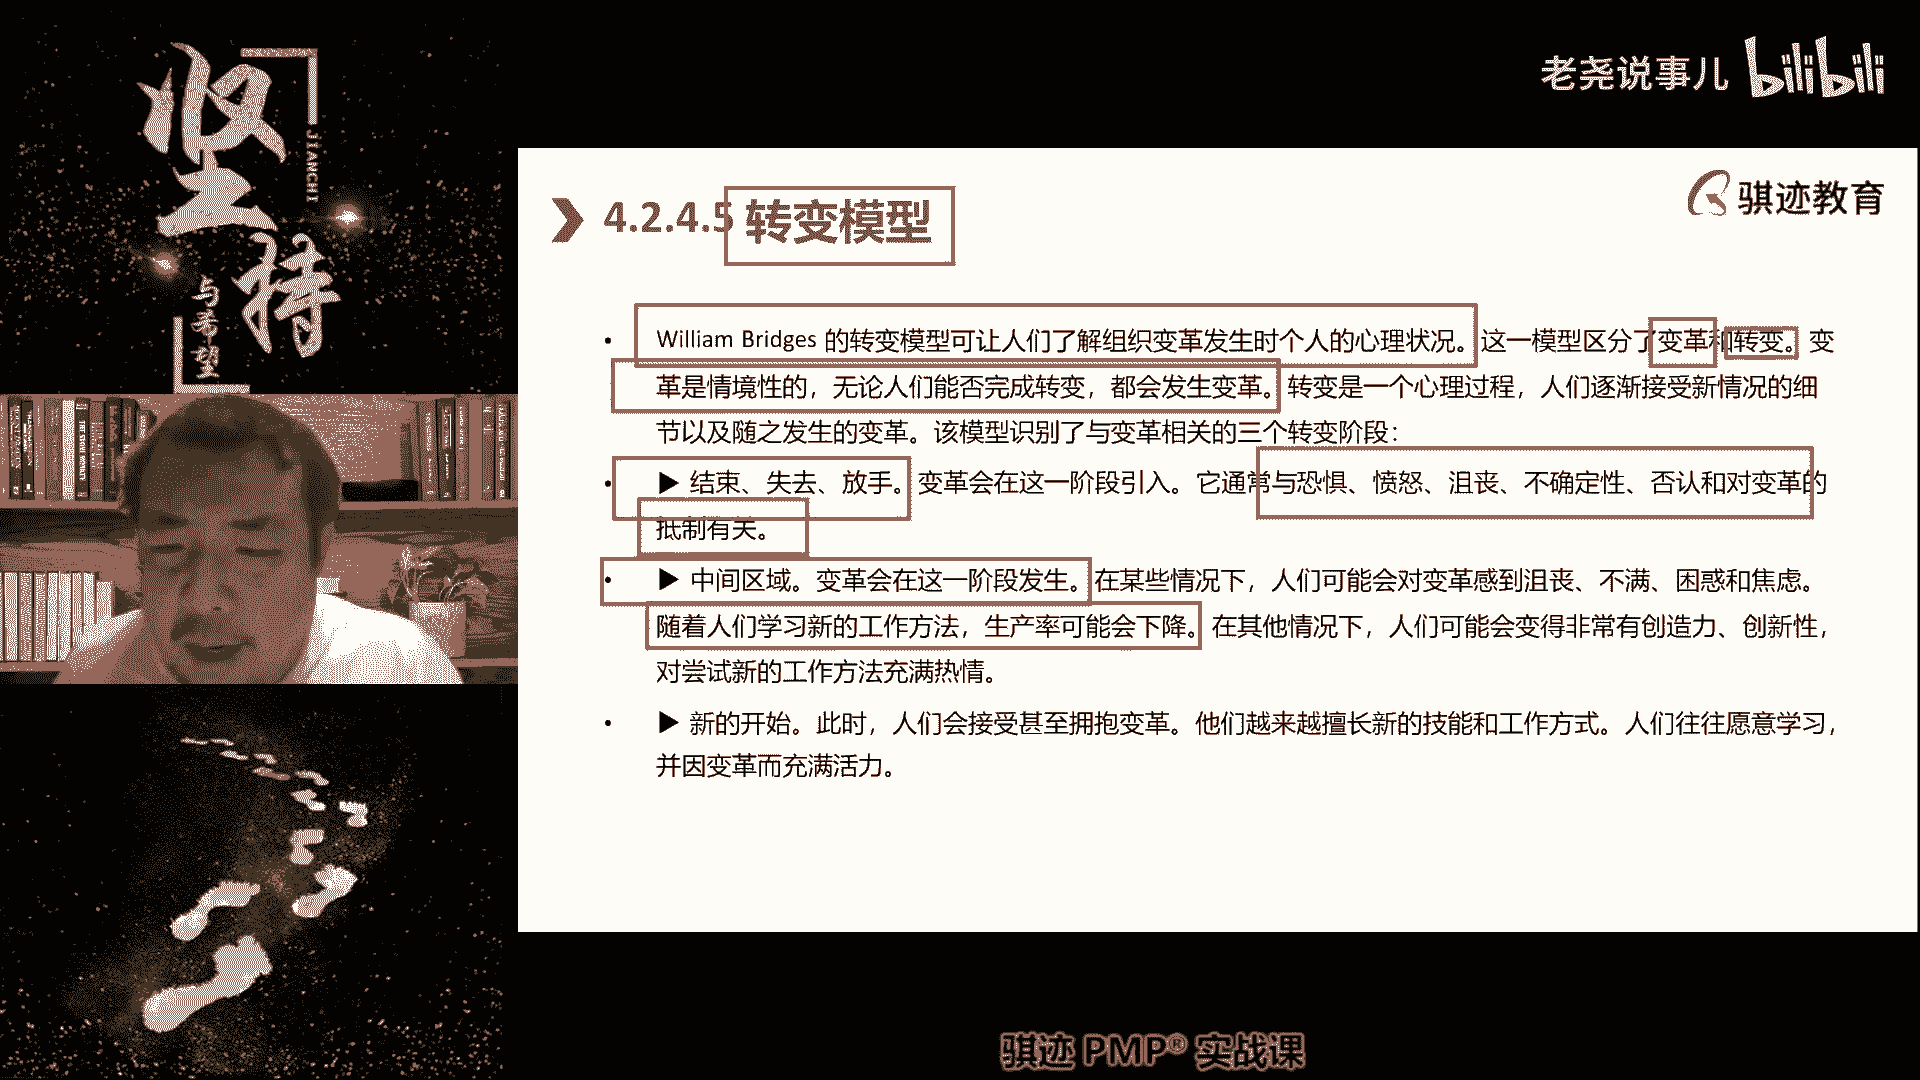 坚持
JIANCHI
与希望
老尧说事儿 bilibili
骐迹教育
4.2.4.5 转变模型
• William Bridges 的转变模型可让人们了解组织变革发生时个人的心理状况。这一模型区分了变革和转变。变
革是情境性的，无论人们能否完成转变，都会发生变革。转变是一个心理过程，人们逐渐接受新情况的细
节以及随之发生的变革。该模型识别了与变革相关的三个转变阶段：
• ▶ 结束、失去、放手。变革会在这一阶段引入。它通常与恐惧、愤怒、沮丧、不确定性、否认和对变革的
抵制有关。
• ▶ 中间区域。变革会在这一阶段发生。在某些情况下，人们可能会对变革感到沮丧、不满、困惑和焦虑。
随着人们学习新的工作方法，生产率可能会下降。在其他情况下，人们可能会变得非常有创造力、创新性，
对尝试新的工作方法充满热情。
• ▶ 新的开始。此时，人们会接受甚至拥抱变革。他们越来越擅长新的技能和工作方式。人们往往愿意学习，
并因变革而充满活力。
骐迹 PMP® 实战课